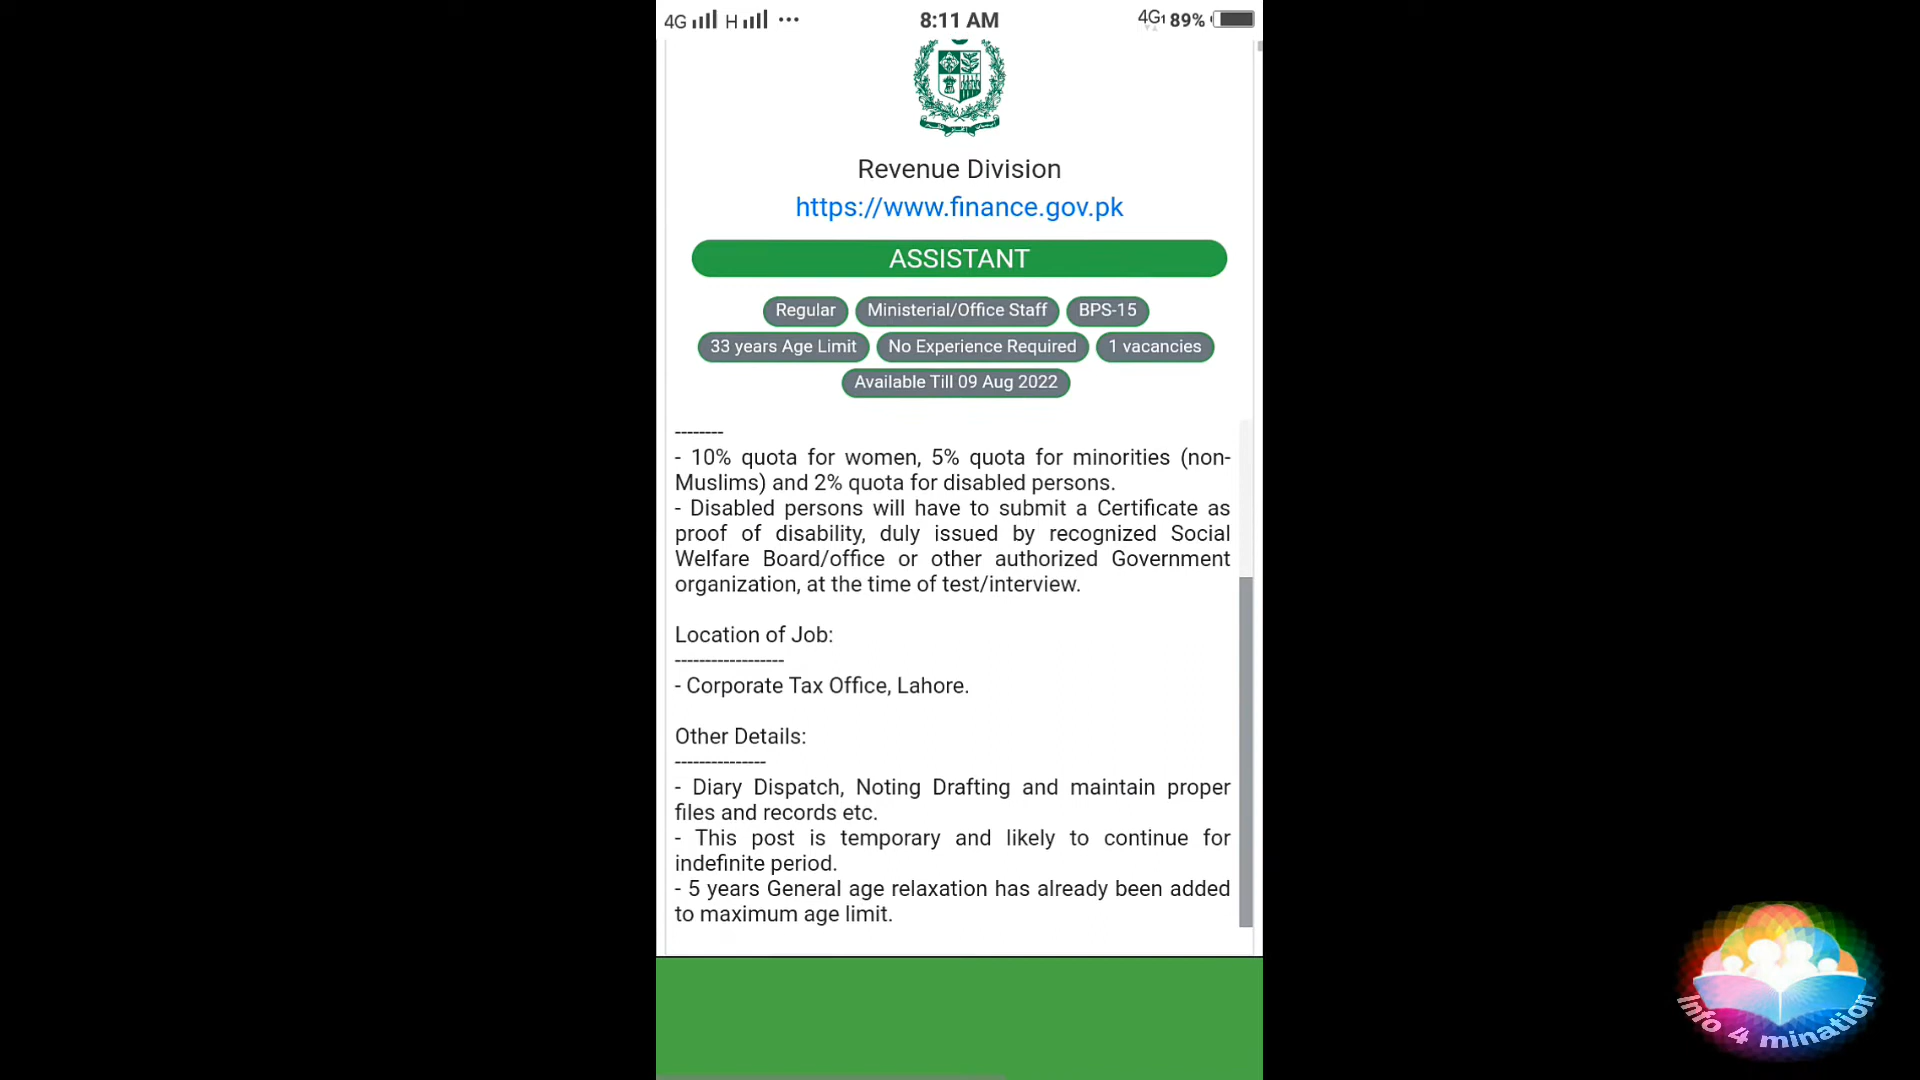 4G H ••• 8:11 AM 4G1 89%
Revenue Division
https://www.finance.gov.pk
ASSISTANT
Regular Ministerial/Office Staff BPS-15
33 years Age Limit No Experience Required 1 vacancies
Available Till 09 Aug 2022
--------
- 10% quota for women, 5% quota for minorities (non-
Muslims) and 2% quota for disabled persons.
- Disabled persons will have to submit a Certificate as
proof of disability, duly issued by recognized Social
Welfare Board/office or other authorized Government
organization, at the time of test/interview.
Location of Job:
------------------
- Corporate Tax Office, Lahore.
Other Details:
---------------
- Diary Dispatch, Noting Drafting and maintain proper
files and records etc.
- This post is temporary and likely to continue for
indefinite period.
- 5 years General age relaxation has already been added
to maximum age limit.
Info 4 mination